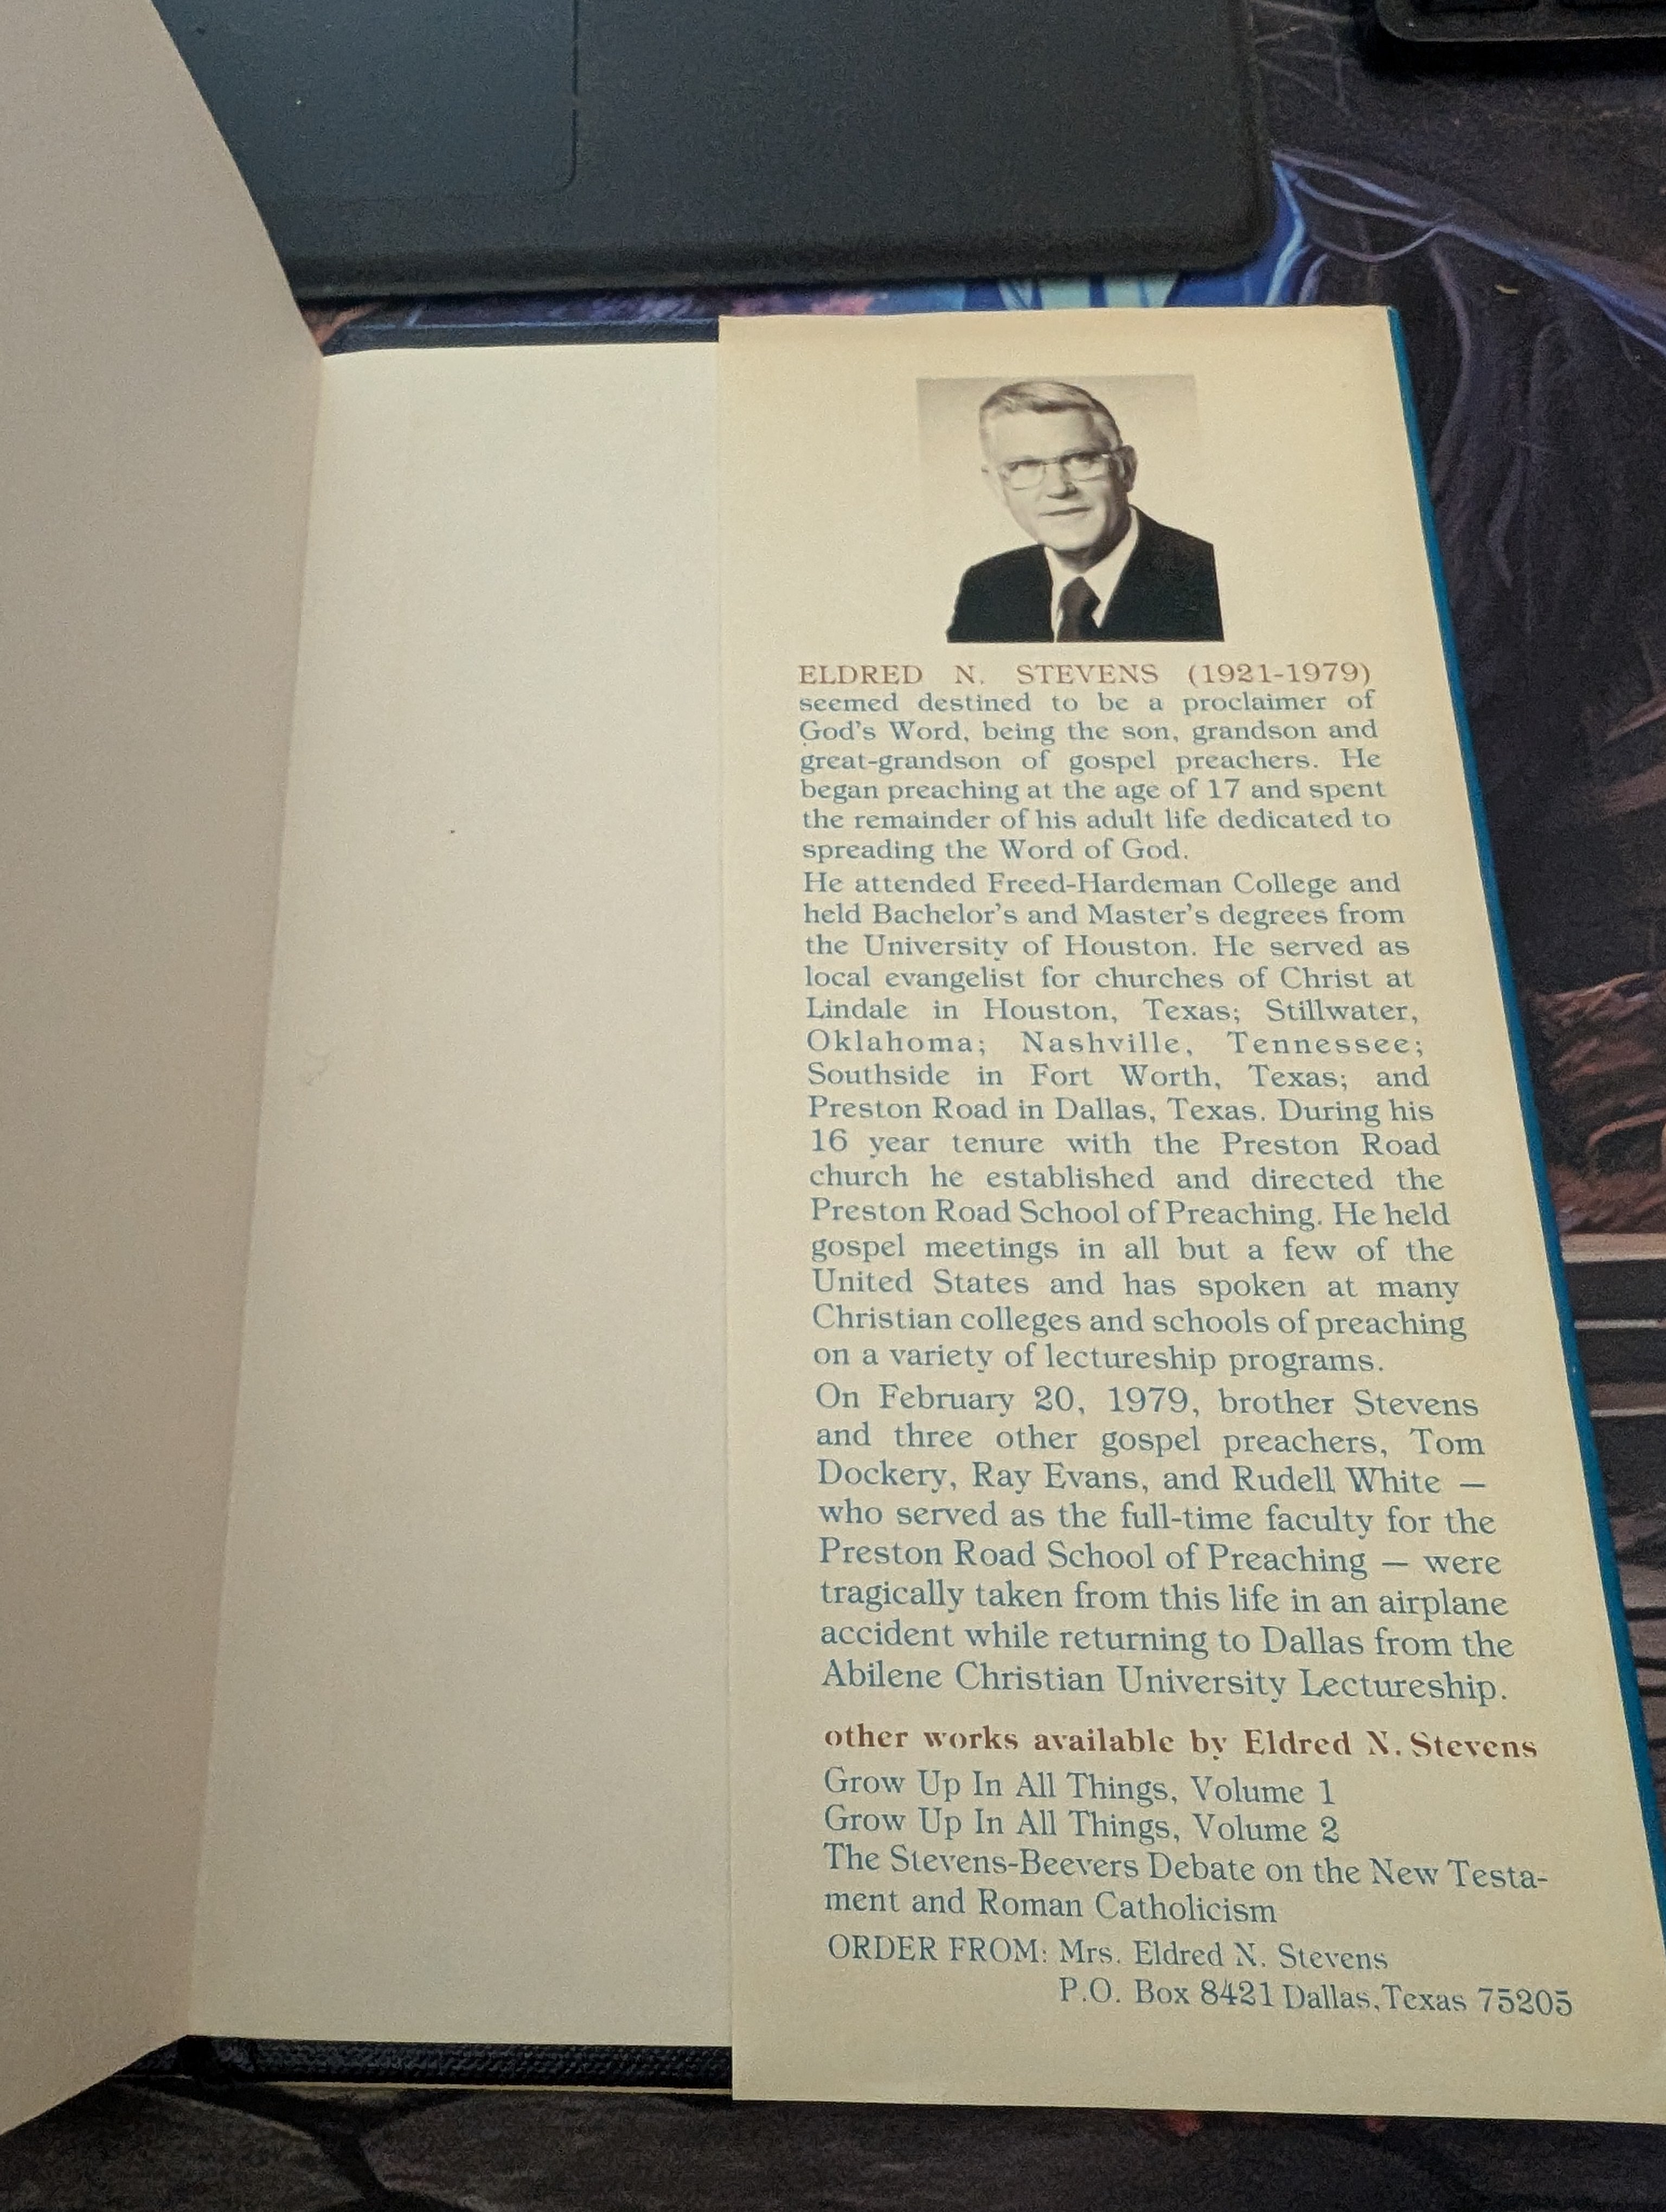 ELDRED N. STEVENS (1921-1979)
seemed destined to be a proclaimer of
God's Word, being the son, grandson and
great-grandson of gospel preachers. He
began preaching at the age of 17 and spent
the remainder of his adult life dedicated to
spreading the Word of God.
He attended Freed-Hardeman College and
held Bachelor's and Master's degrees from
the University of Houston. He served as
local evangelist for churches of Christ at
Lindale in Houston, Texas; Stillwater,
Oklahoma; Nashville, Tennessee;
Southside in Fort Worth, Texas; and
Preston Road in Dallas, Texas. During his
16 year tenure with the Preston Road
church he established and directed the
Preston Road School of Preaching. He held
gospel meetings in all but a few of the
United States and has spoken at many
Christian colleges and schools of preaching
on a variety of lectureship programs.
On February 20, 1979, brother Stevens
and three other gospel preachers, Tom
Dockery, Ray Evans, and Rudell White —
who served as the full-time faculty for the
Preston Road School of Preaching — were
tragically taken from this life in an airplane
accident while returning to Dallas from the
Abilene Christian University Lectureship.
other works available by Eldred N. Stevens
Grow Up In All Things, Volume 1
Grow Up In All Things, Volume 2
The Stevens-Beevers Debate on the New Testa-
ment and Roman Catholicism
ORDER FROM: Mrs. Eldred N. Stevens
P.O. Box 8421 Dallas, Texas 75205